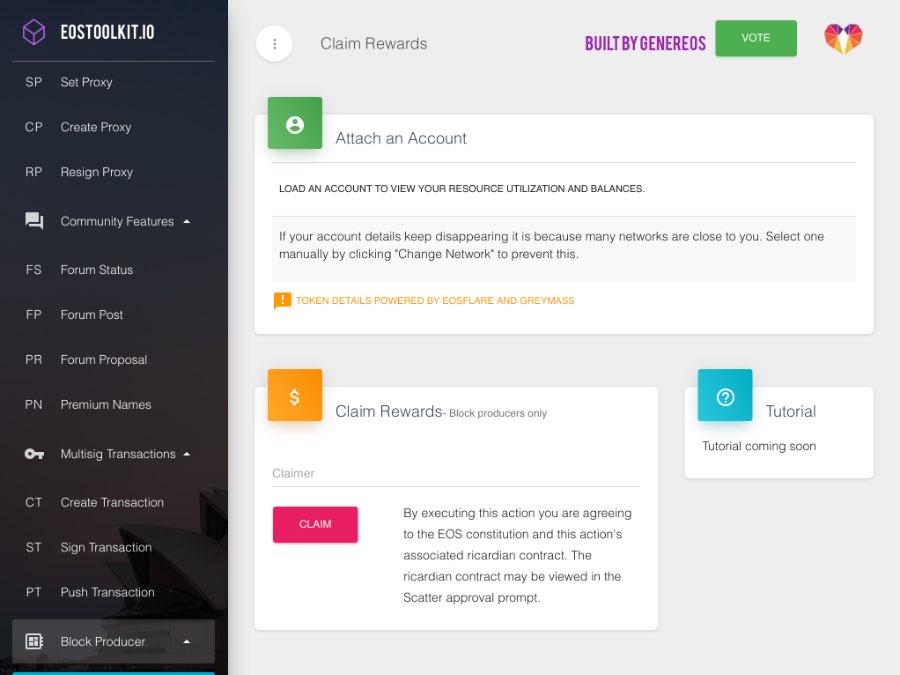 EOSTOOLKIT.IO
SP Set Proxy
CP Create Proxy
RP Resign Proxy
Community Features
FS Forum Status
FP Forum Post
PR Forum Proposal
PN Premium Names
Multisig Transactions
CT Create Transaction
ST Sign Transaction
PT Push Transaction
Block Producer
Claim Rewards
BUILT BY GENEREOS
VOTE
Attach an Account
LOAD AN ACCOUNT TO VIEW YOUR RESOURCE UTILIZATION AND BALANCES.
If your account details keep disappearing it is because many networks are close to you. Select one
manually by clicking "Change Network" to prevent this.
TOKEN DETAILS POWERED BY EOSFLARE AND GREYMASS
Claim Rewards- Block producers only
Claimer
CLAIM
By executing this action you are agreeing
to the EOS constitution and this action's
associated ricardian contract. The
ricardian contract may be viewed in the
Scatter approval prompt.
Tutorial
Tutorial coming soon